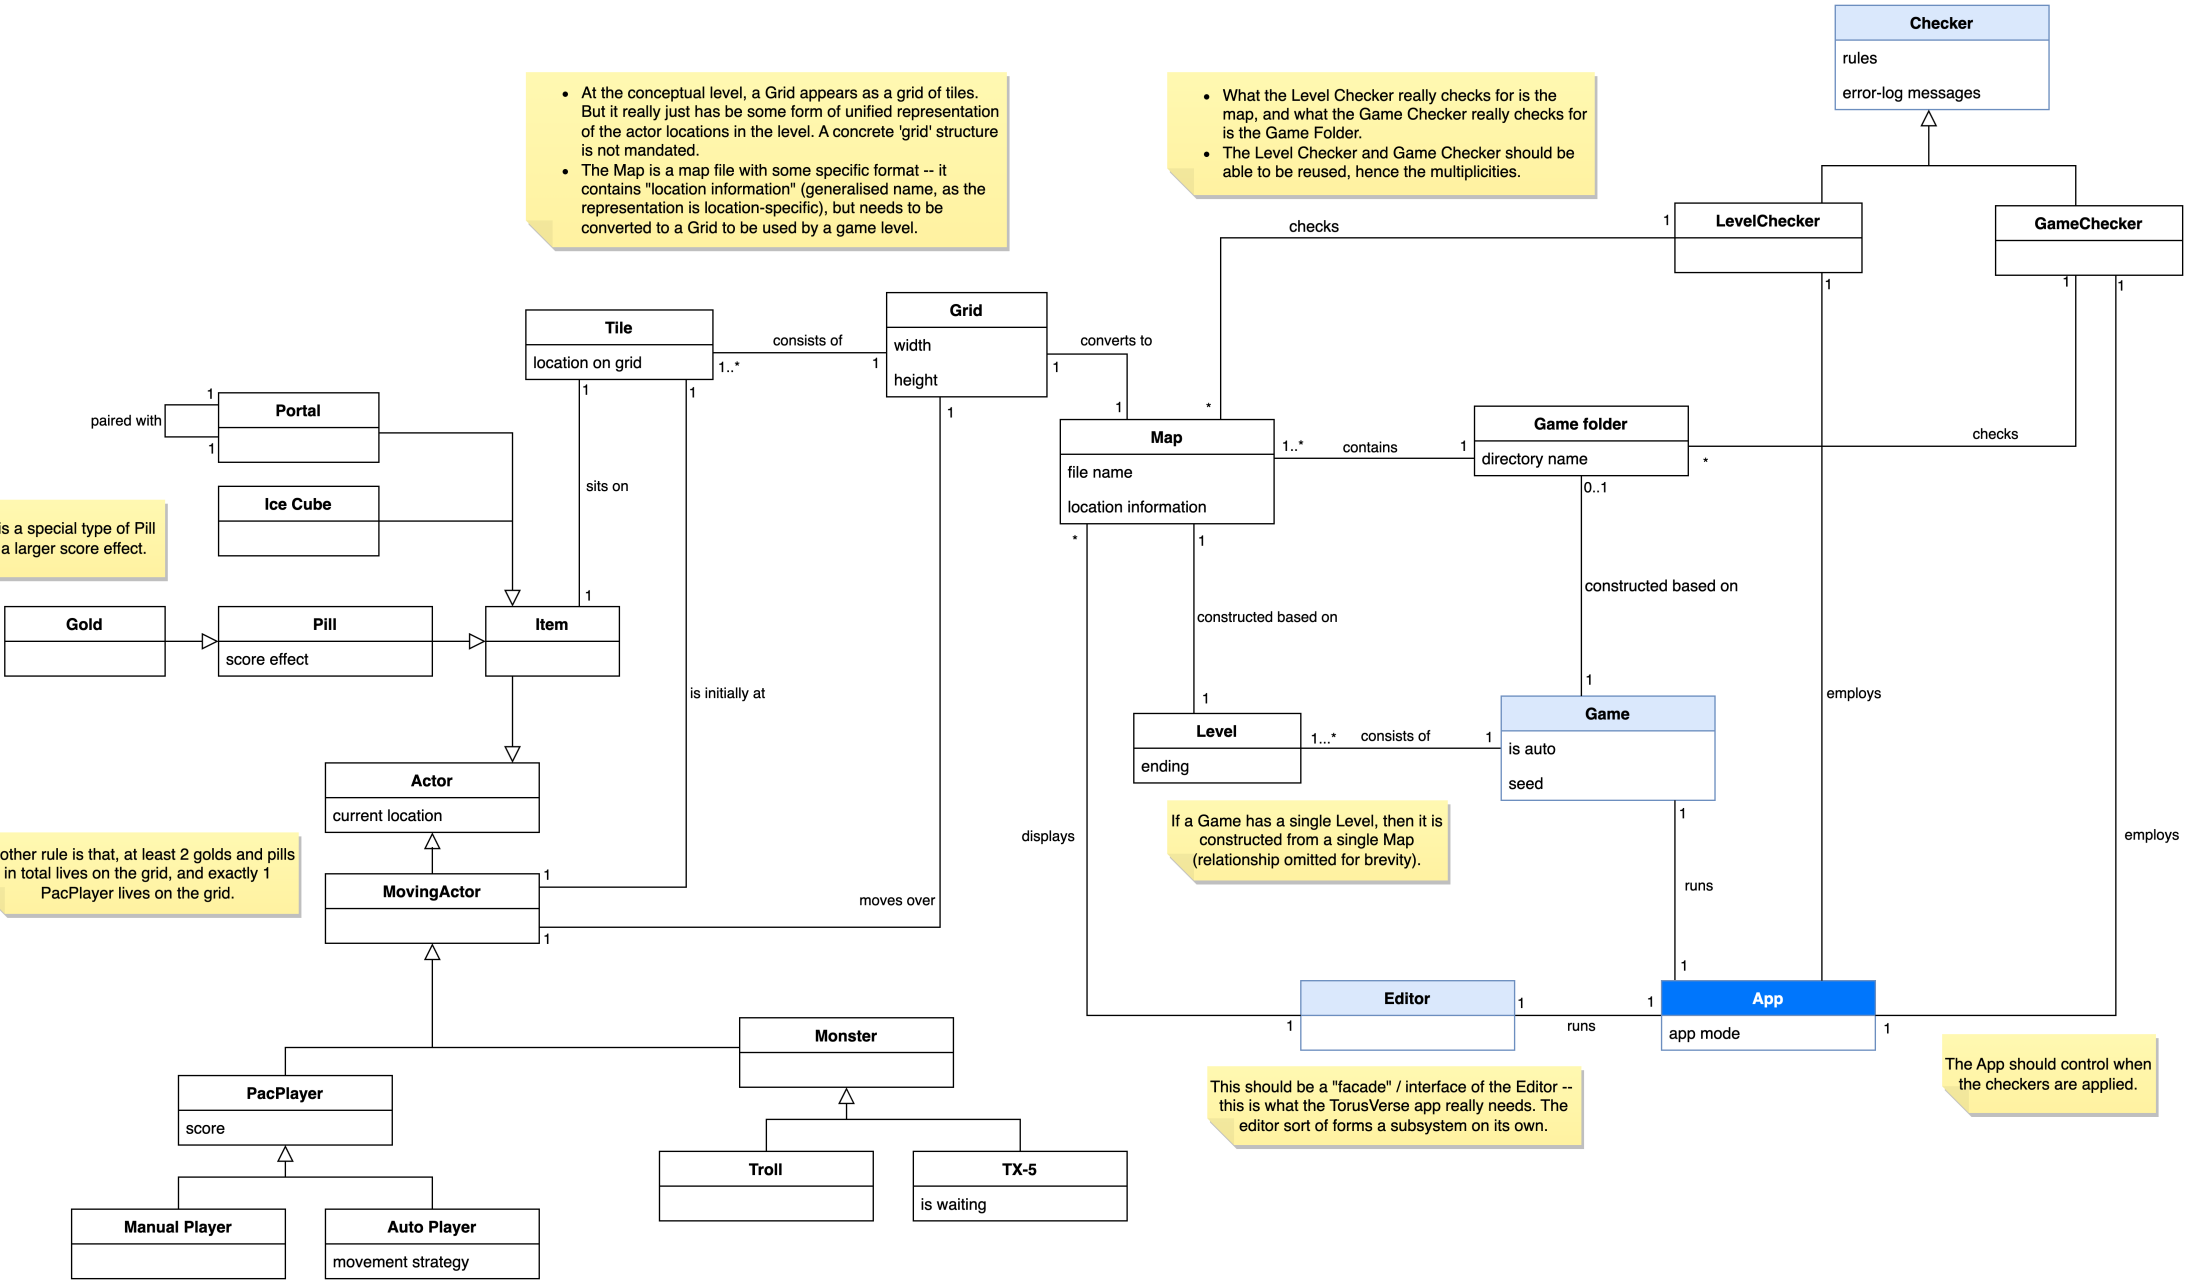 Checker
rules
error-log messages
• At the conceptual level, a Grid appears as a grid of tiles.
But it really just has be some form of unified representation
of the actor locations in the level. A concrete 'grid' structure
is not mandated.
• The Map is a map file with some specific format -- it
contains "location information" (generalised name, as the
representation is location-specific), but needs to be
converted to a Grid to be used by a game level.
• What the Level Checker really checks for is the
map, and what the Game Checker really checks for
is the Game Folder.
• The Level Checker and Game Checker should be
able to be reused, hence the multiplicities.
checks
1
LevelChecker
GameChecker
1
1
1
Tile
location on grid
1..*
consists of
1
Grid
width
height
1
converts to
1
*
1
1
1
1
paired with
1
Portal
sits on
Map
file name
location information
1..*
contains
1
Game folder
directory name
*
checks
0..1
Ice Cube
is a special type of Pill
a larger score effect.
*
1
constructed based on
constructed based on
1
1
Gold
Pill
score effect
1
Item
is initially at
employs
Level
ending
1...*
consists of
1
Game
is auto
seed
1
Actor
current location
If a Game has a single Level, then it is
constructed from a single Map
(relationship omitted for brevity).
displays
employs
other rule is that, at least 2 golds and pills
in total lives on the grid, and exactly 1
PacPlayer lives on the grid.
MovingActor
1
1
moves over
runs
1
Editor
1
1
runs
1
App
app mode
1
Monster
PacPlayer
score
This should be a "facade" / interface of the Editor --
this is what the TorusVerse app really needs. The
editor sort of forms a subsystem on its own.
The App should control when
the checkers are applied.
Troll
TX-5
is waiting
Manual Player
Auto Player
movement strategy